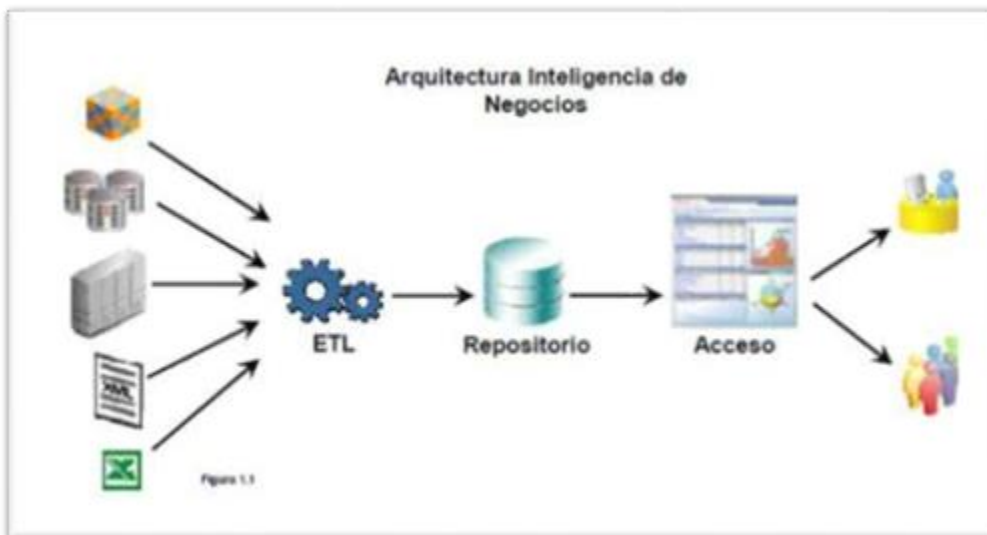 Arquitectura Inteligencia de
Negocios
XML
ETL
Repositorio
Acceso
Figura 1.1